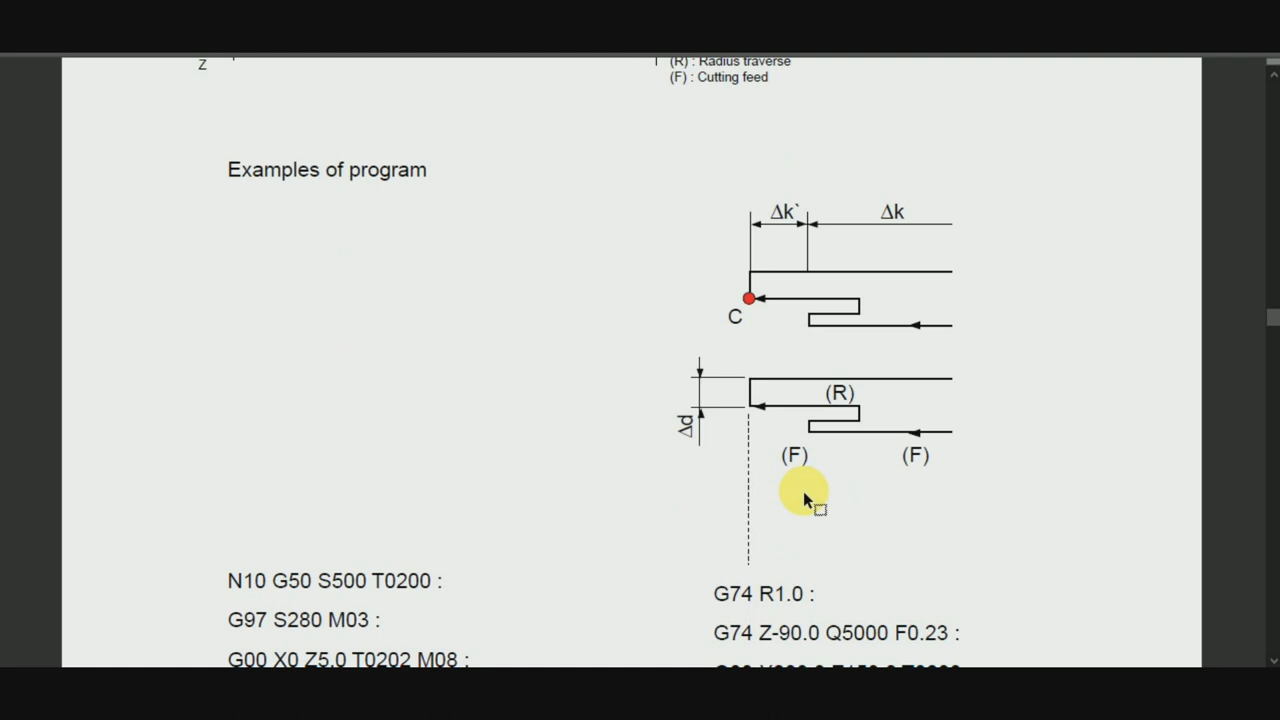 Z
(R) : Radius traverse
(F) : Cutting feed
Examples of program
Δk` Δk
C
(R)
Δd
(F) (F)
N10 G50 S500 T0200 :
G97 S280 M03 :
G00 X0 Z5.0 T0202 M08 :
G74 R1.0 :
G74 Z-90.0 Q5000 F0.23 :